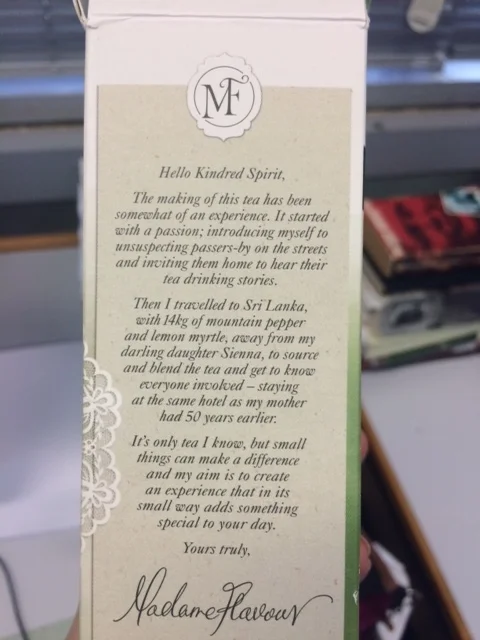 MF
Hello Kindred Spirit,
The making of this tea has been
somewhat of an experience. It started
with a passion; introducing myself to
unsuspecting passers-by on the streets
and inviting them home to hear their
tea drinking stories.
Then I travelled to Sri Lanka,
with 14kg of mountain pepper
and lemon myrtle, away from my
darling daughter Sienna, to source
and blend the tea and get to know
everyone involved – staying
at the same hotel as my mother
had 50 years earlier.
It's only tea I know, but small
things can make a difference
and my aim is to create
an experience that in its
small way adds something
special to your day.
Yours truly,
Madame Flavour